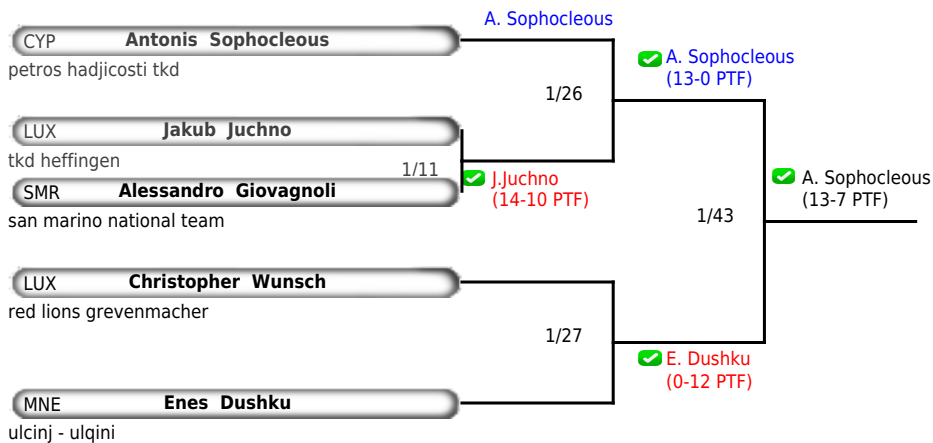 A. Sophocleous
CYP Antonis Sophocleous
petros hadjicosti tkd
A. Sophocleous
(13-0 PTF)
1/26
LUX Jakub Juchno
tkd heffingen
1/11
J.Juchno
(14-10 PTF)
SMR Alessandro Giovagnoli
san marino national team
A. Sophocleous
(13-7 PTF)
1/43
LUX Christopher Wunsch
red lions grevenmacher
1/27
E. Dushku
(0-12 PTF)
MNE Enes Dushku
ulcinj - ulqini